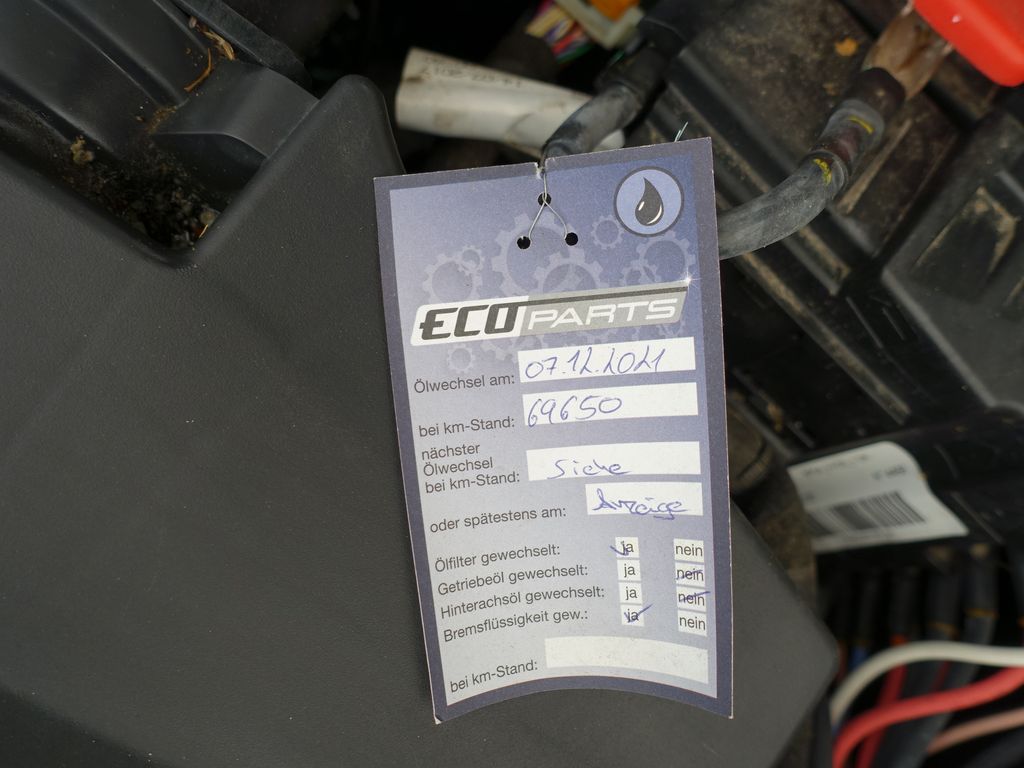 ECO PARTS
Ölwechsel am: 07.12.2021
bei km-Stand: 69650
nächster
Ölwechsel
bei km-Stand: Siehe
oder spätestens am: Anzeige
Ölfilter gewechselt: ja nein
Getriebeöl gewechselt: ja nein
Hinterachsöl gewechselt: ja nein
Bremsflüssigkeit gew.: ja nein
bei km-Stand: